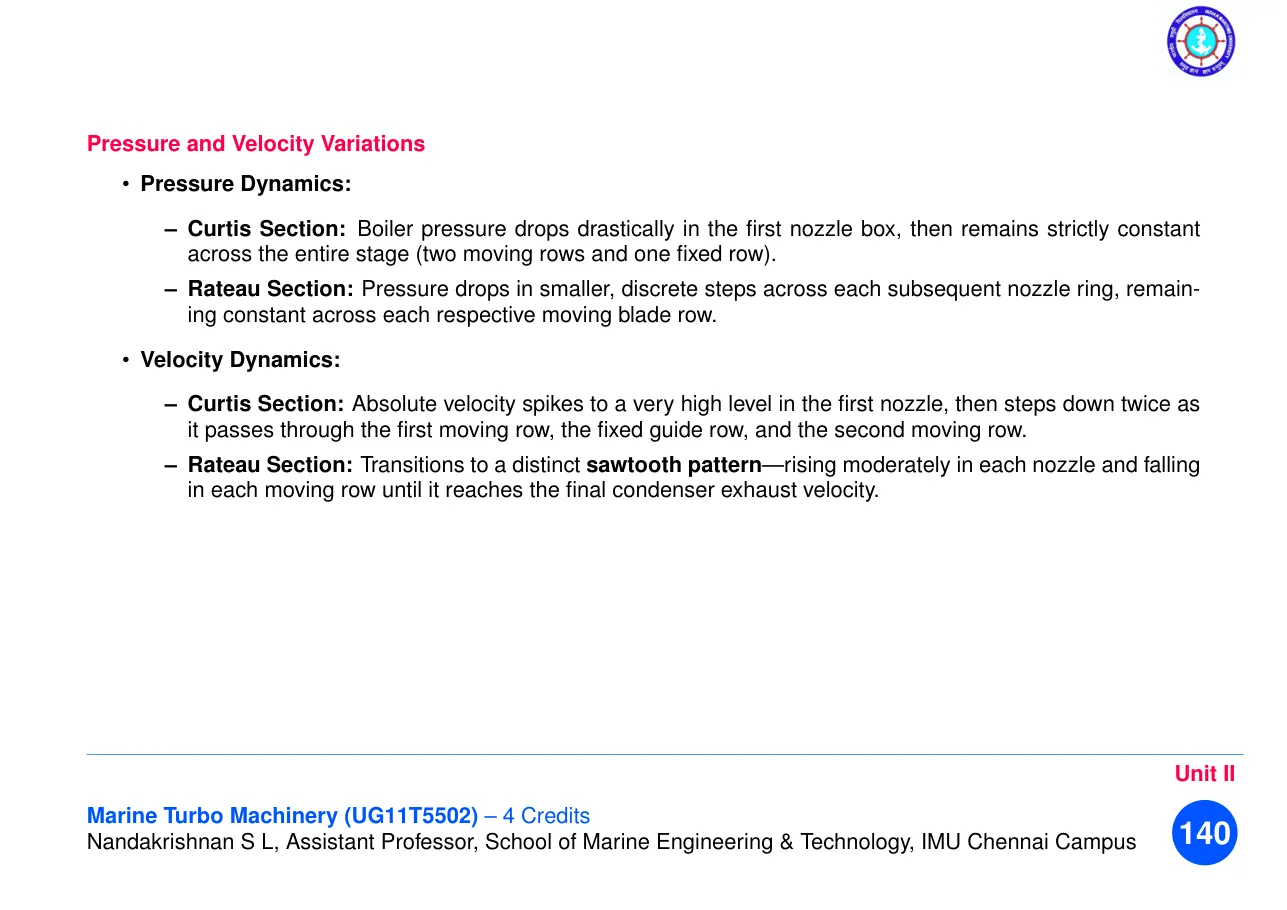 Pressure and Velocity Variations
• Pressure Dynamics:
– Curtis Section: Boiler pressure drops drastically in the first nozzle box, then remains strictly constant
across the entire stage (two moving rows and one fixed row).
– Rateau Section: Pressure drops in smaller, discrete steps across each subsequent nozzle ring, remain-
ing constant across each respective moving blade row.
• Velocity Dynamics:
– Curtis Section: Absolute velocity spikes to a very high level in the first nozzle, then steps down twice as
it passes through the first moving row, the fixed guide row, and the second moving row.
– Rateau Section: Transitions to a distinct sawtooth pattern—rising moderately in each nozzle and falling
in each moving row until it reaches the final condenser exhaust velocity.
Unit II
Marine Turbo Machinery (UG11T5502) – 4 Credits
Nandakrishnan S L, Assistant Professor, School of Marine Engineering & Technology, IMU Chennai Campus
140